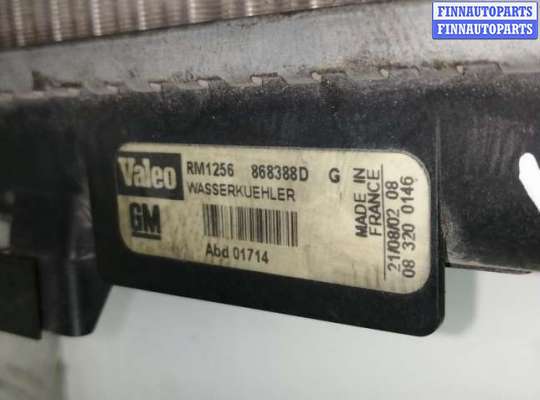 FINNAUTOPARTS
FINNAUTOPARTS
Valeo
RM1256 868388D G
WASSERKUEHLER
GM
Abd 01714
MADE IN
FRANCE
21/08/02 08
08 320 0146